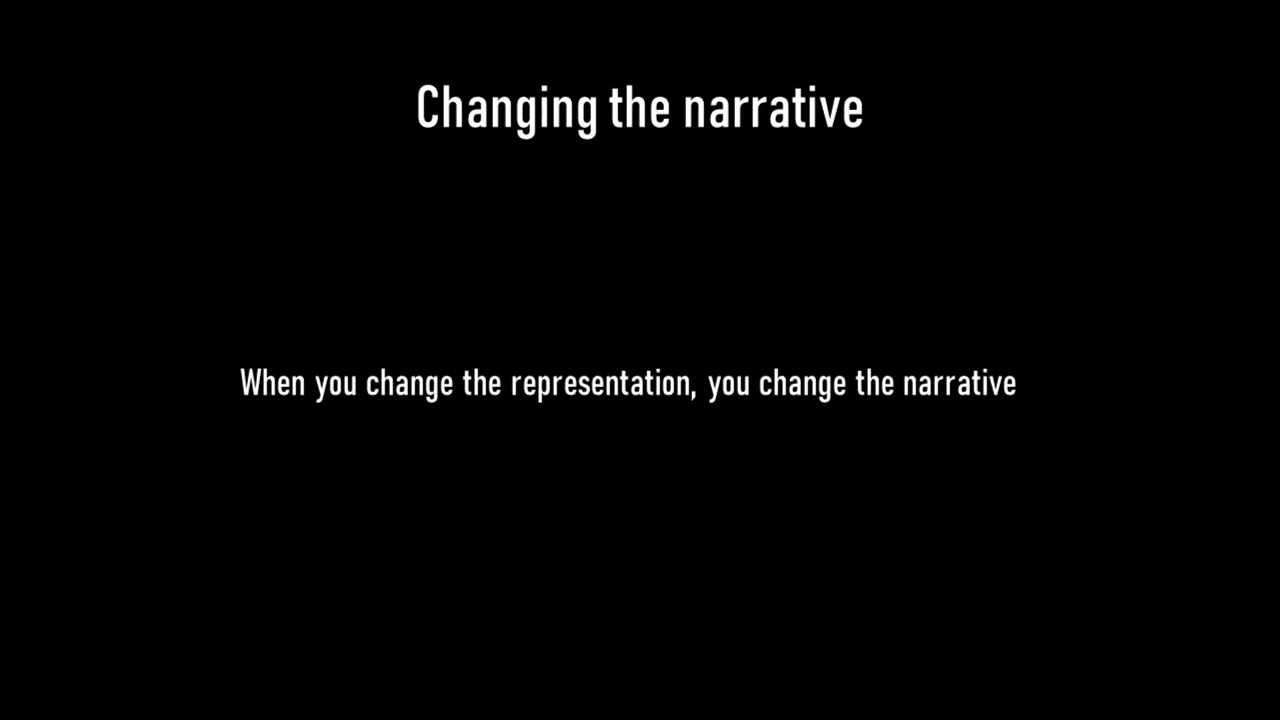 Changing the narrative
When you change the representation, you change the narrative